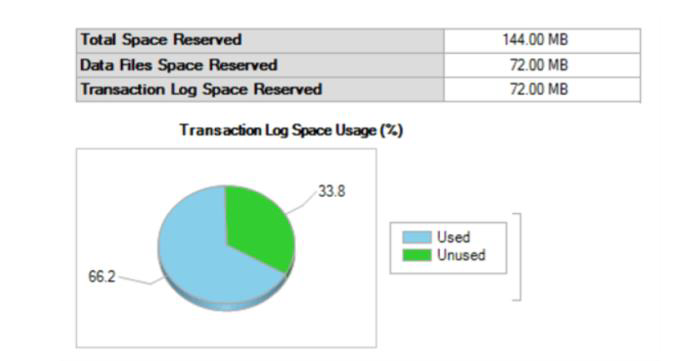 Total Space Reserved 144.00 MB
Data Files Space Reserved 72.00 MB
Transaction Log Space Reserved 72.00 MB
Transaction Log Space Usage (%)
33.8
66.2
Used
Unused